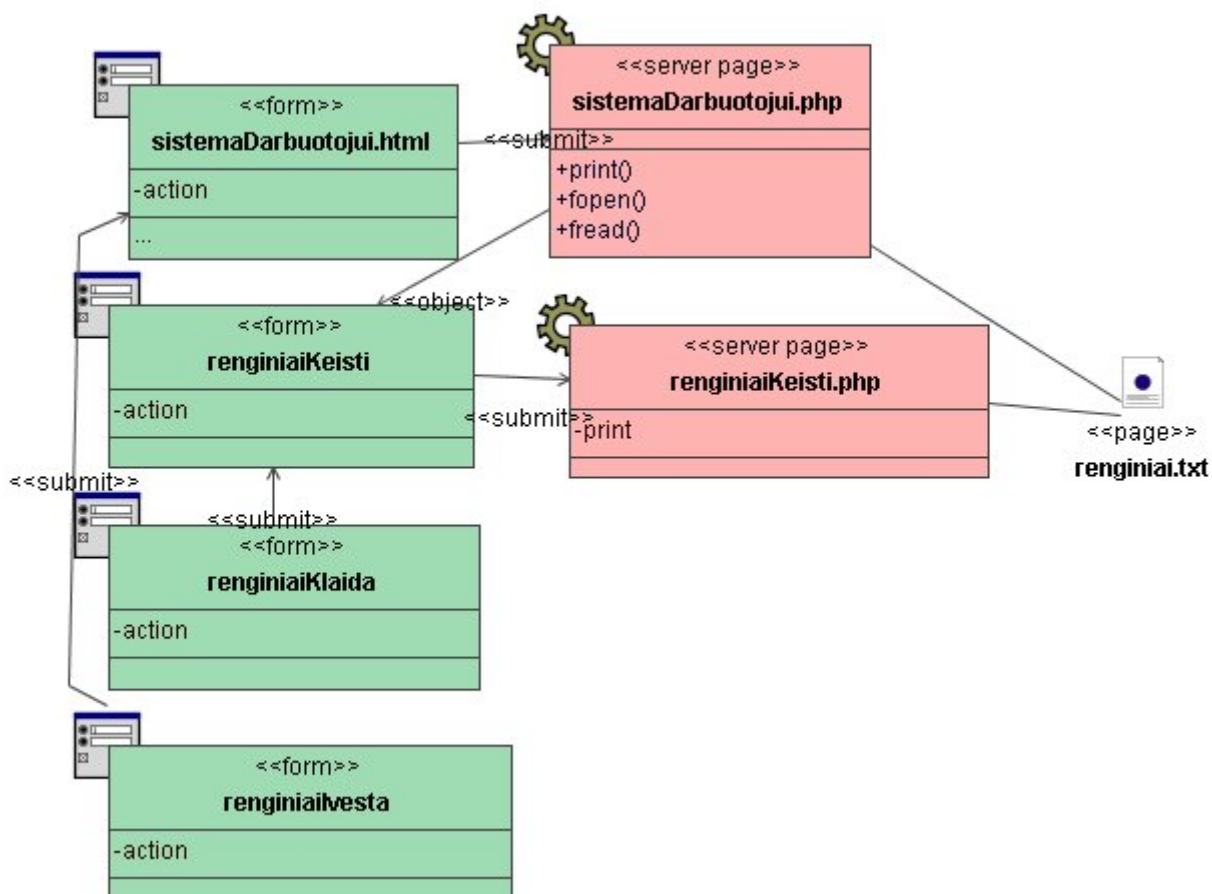 <<form>>
sistemaDarbuotojui.html
-action
...
<<submit>>
<<server page>>
sistemaDarbuotojui.php
+print()
+fopen()
+fread()
<<object>>
<<form>>
renginiaiKeisti
-action
<<submit>>
<<server page>>
renginiaiKeisti.php
-print
<<page>>
renginiai.txt
<<submit>>
<<submit>>
<<form>>
renginiaiKlaida
-action
<<form>>
renginiaiIvesta
-action